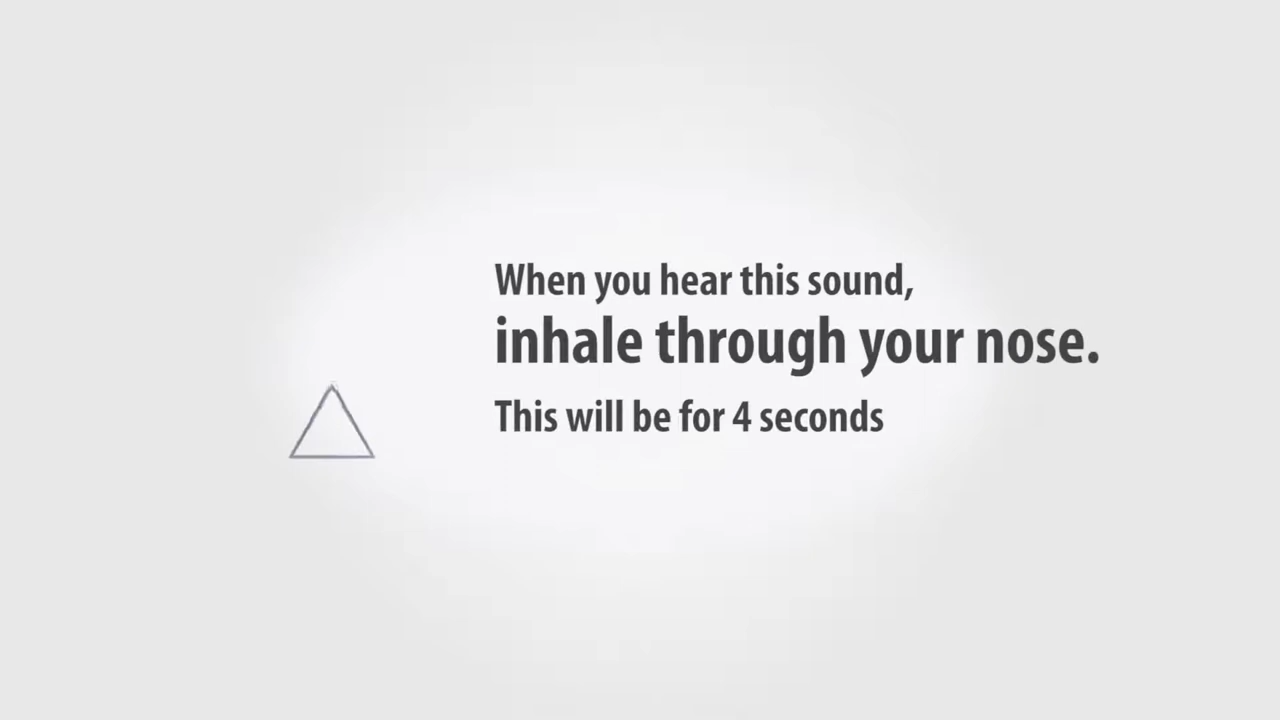 When you hear this sound,
inhale through your nose.
This will be for 4 seconds